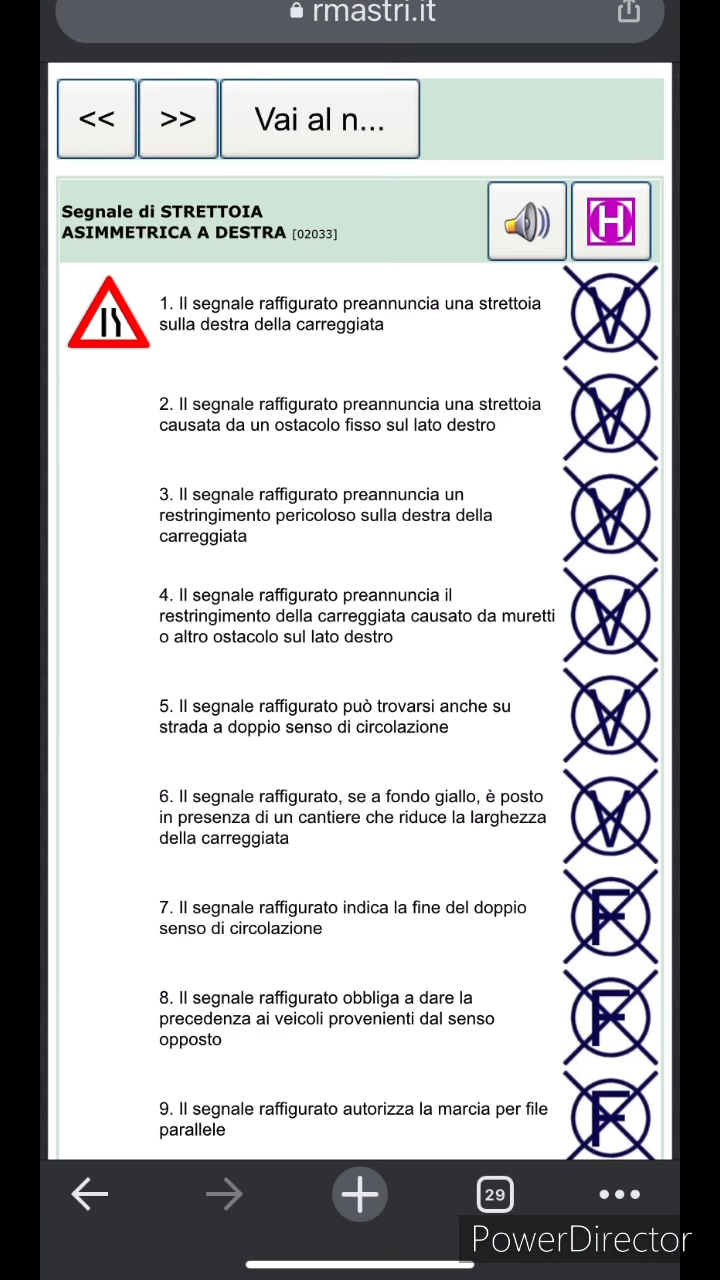 rmastri.it
<<
>>
Vai al n...
Segnale di STRETTOIA
ASIMMETRICA A DESTRA [02033]
H
1. Il segnale raffigurato preannuncia una strettoia
sulla destra della carreggiata
V
2. Il segnale raffigurato preannuncia una strettoia
causata da un ostacolo fisso sul lato destro
V
3. Il segnale raffigurato preannuncia un
restringimento pericoloso sulla destra della
carreggiata
V
4. Il segnale raffigurato preannuncia il
restringimento della carreggiata causato da muretti
o altro ostacolo sul lato destro
V
5. Il segnale raffigurato può trovarsi anche su
strada a doppio senso di circolazione
V
6. Il segnale raffigurato, se a fondo giallo, è posto
in presenza di un cantiere che riduce la larghezza
della carreggiata
V
7. Il segnale raffigurato indica la fine del doppio
senso di circolazione
F
8. Il segnale raffigurato obbliga a dare la
precedenza ai veicoli provenienti dal senso
opposto
F
9. Il segnale raffigurato autorizza la marcia per file
parallele
F
29
PowerDirector